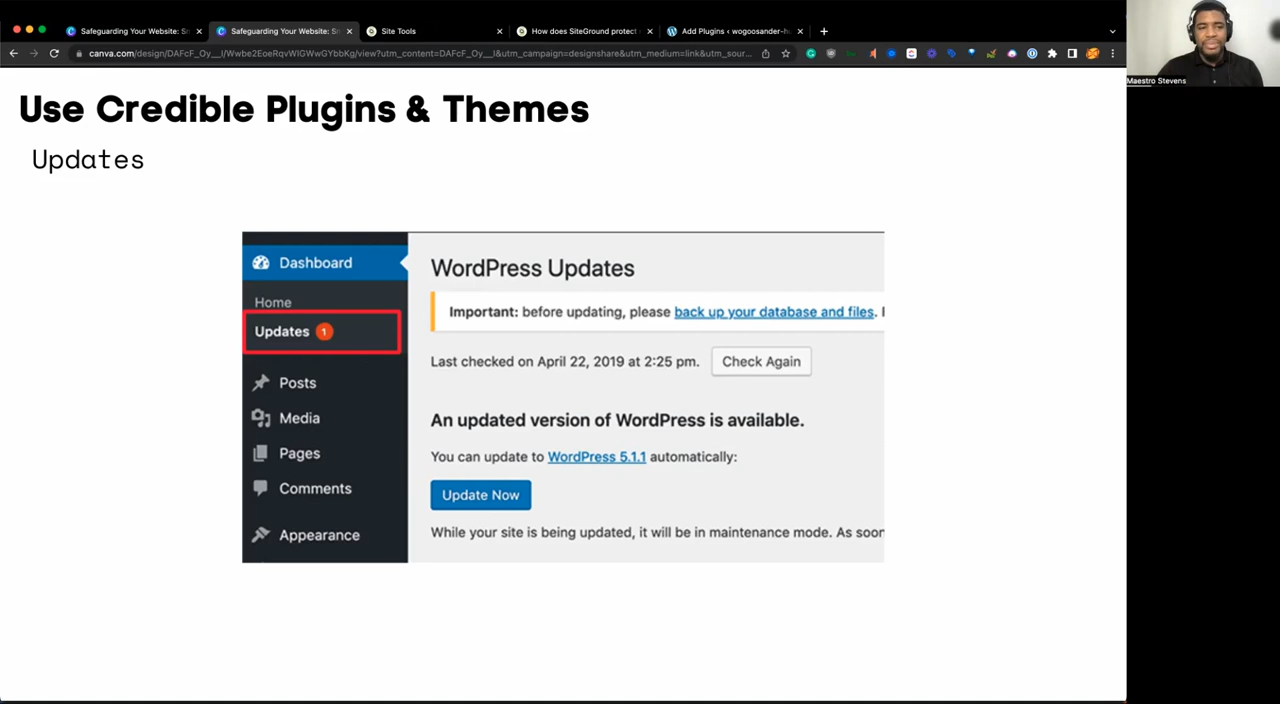 Safeguarding Your Website: S
Safeguarding Your Website: S
Site Tools
How does SiteGround protect
Add Plugins ‹ wogoosander-h
canva.com/design/DAFcF_Oy__I/Wwbe2EoeRqvWIGWwGYbbKg/view?utm_content=DAFcF_Oy__I&utm_campaign=designshare&utm_medium=link&utm_sour...
Maestro Stevens
Use Credible Plugins & Themes
Updates
Dashboard
Home
Updates 1
Posts
Media
Pages
Comments
Appearance
WordPress Updates
Important: before updating, please back up your database and files.
Last checked on April 22, 2019 at 2:25 pm. Check Again
An updated version of WordPress is available.
You can update to WordPress 5.1.1 automatically:
Update Now
While your site is being updated, it will be in maintenance mode. As soon